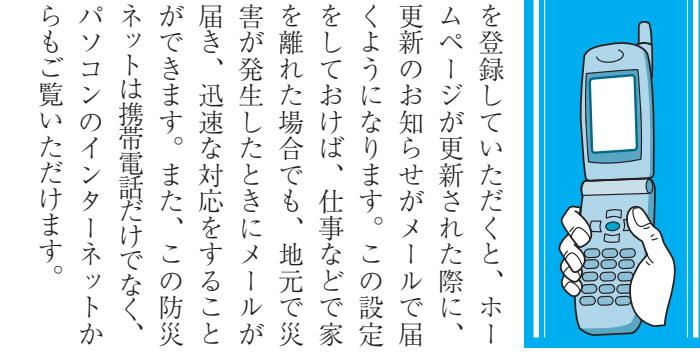 を登録していただくと、ホー
ムページが更新された際に、
更新のお知らせがメールで届
くようになります。この設定
をしておけば、仕事などで家
を離れた場合でも、地元で災
害が発生したときにメールが
届き、迅速な対応をすること
ができます。また、この防災
ネットは携帯電話だけでなく、
パソコンのインターネットか
らもご覧いただけます。